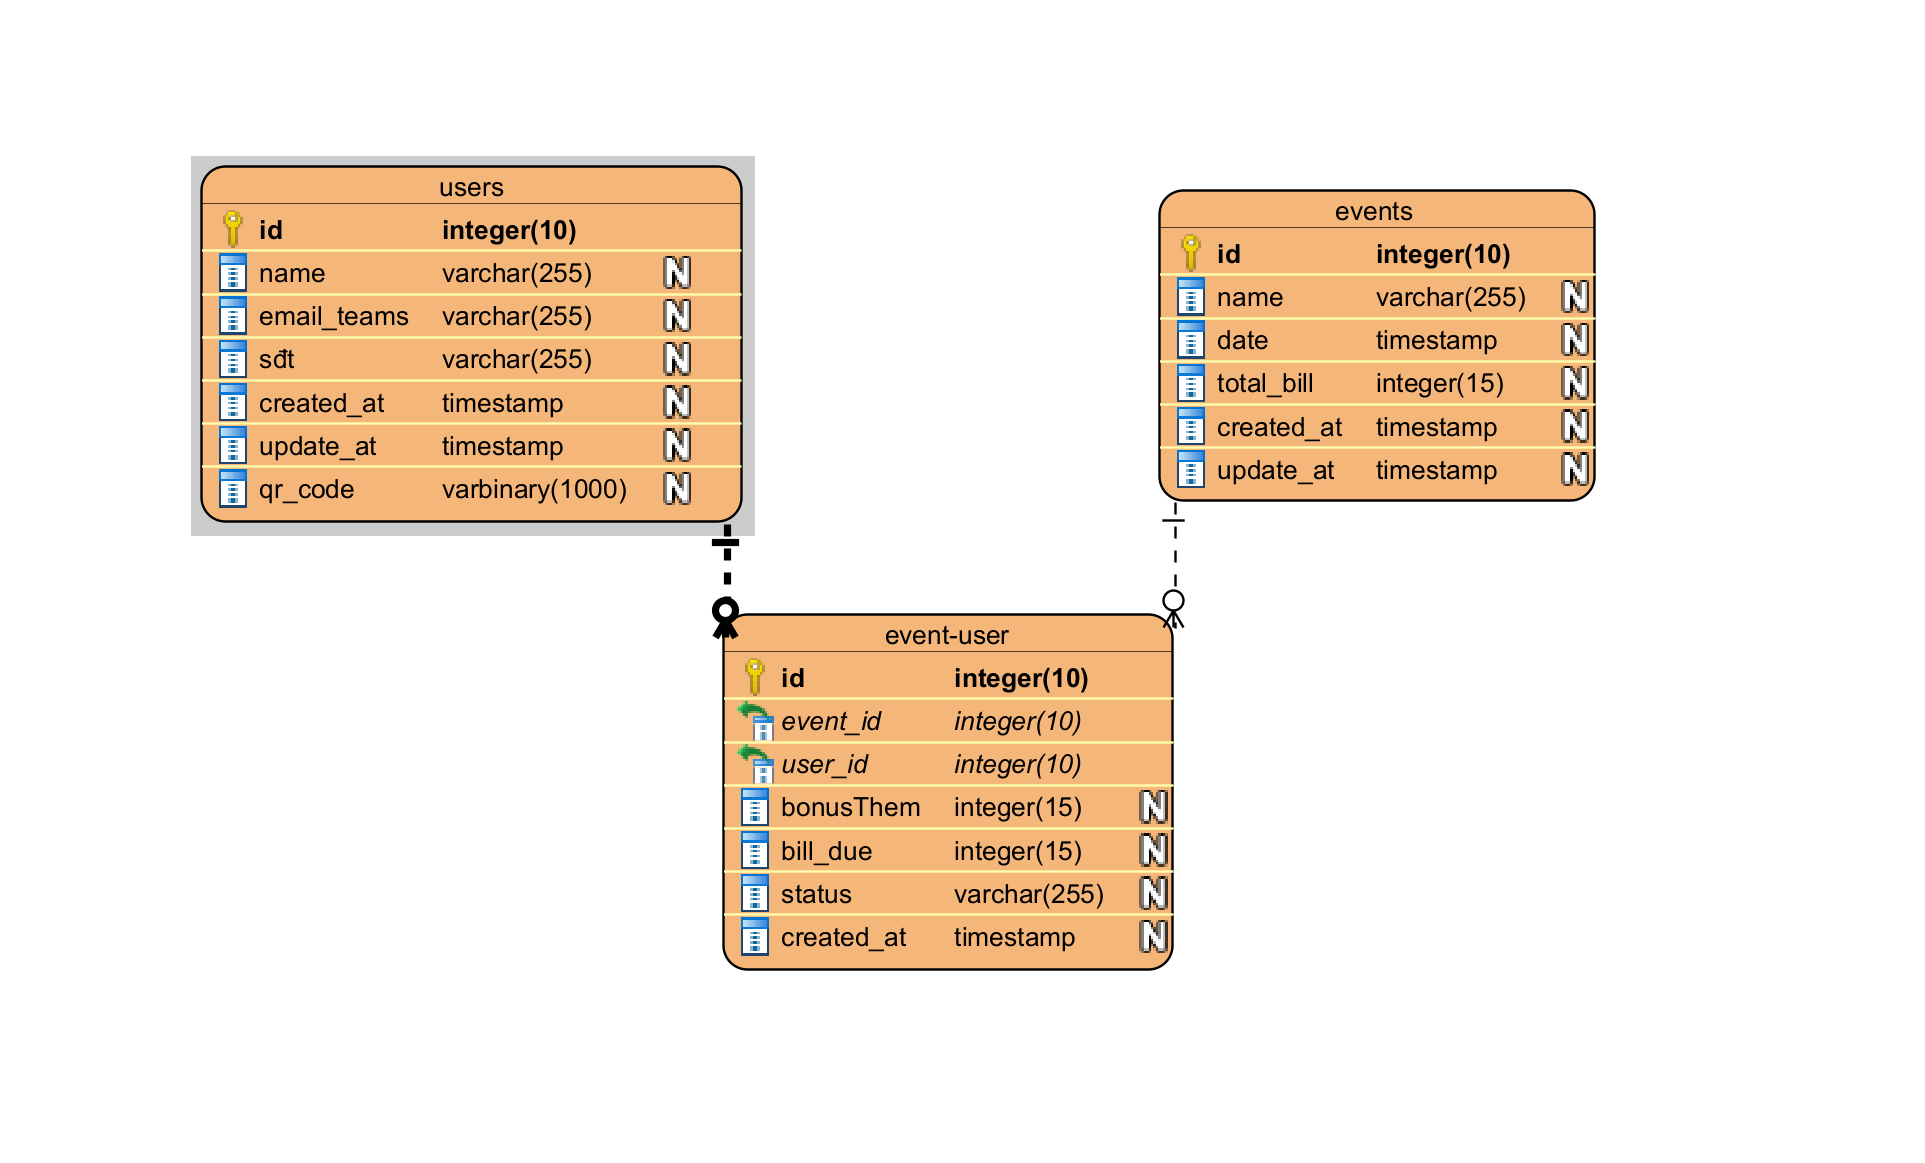 users
id integer(10)
name varchar(255) N
email_teams varchar(255) N
sđt varchar(255) N
created_at timestamp N
update_at timestamp N
qr_code varbinary(1000) N
events
id integer(10)
name varchar(255) N
date timestamp N
total_bill integer(15) N
created_at timestamp N
update_at timestamp N
event-user
id integer(10)
event_id integer(10)
user_id integer(10)
bonusThem integer(15) N
bill_due integer(15) N
status varchar(255) N
created_at timestamp N